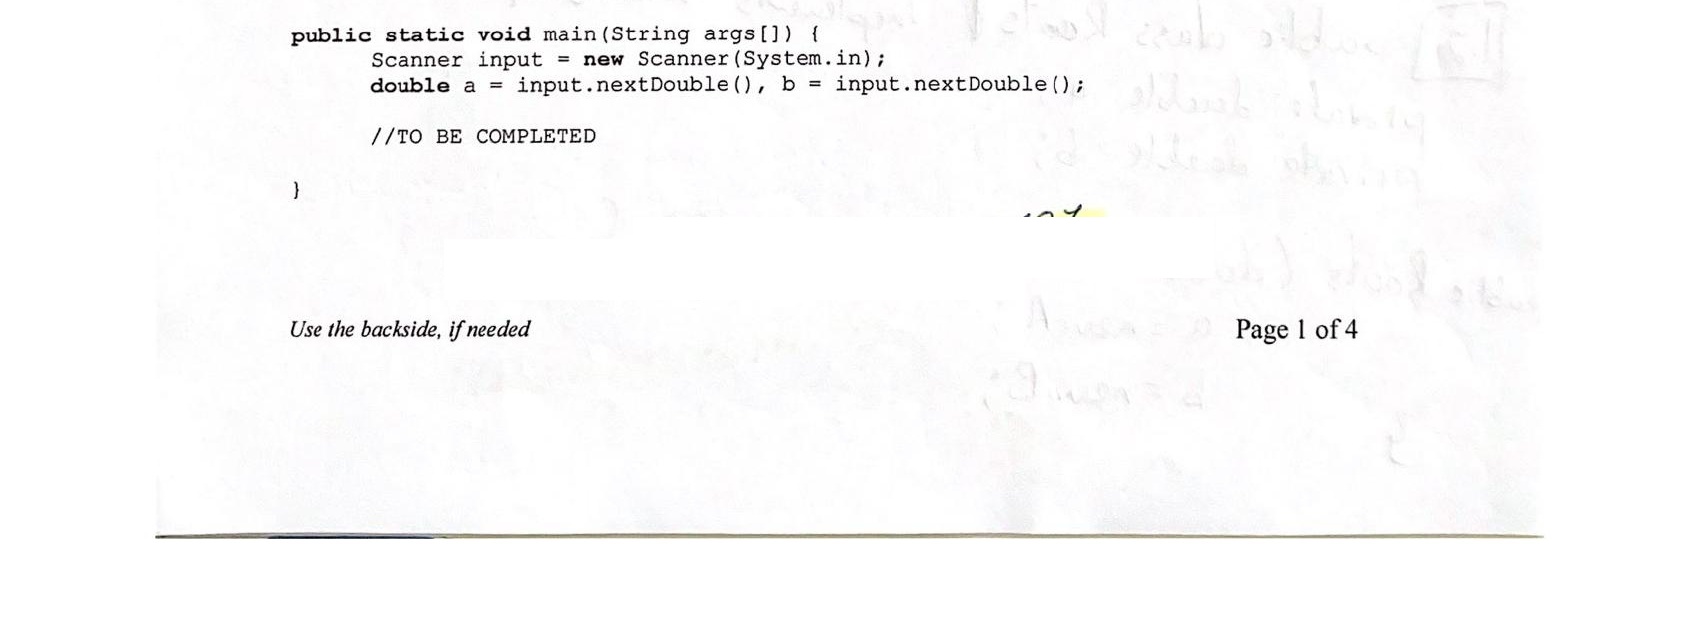 public static void main(String args[]) {
Scanner input = new Scanner(System.in);
double a = input.nextDouble(), b = input.nextDouble();
//TO BE COMPLETED
}
Use the backside, if needed
Page 1 of 4